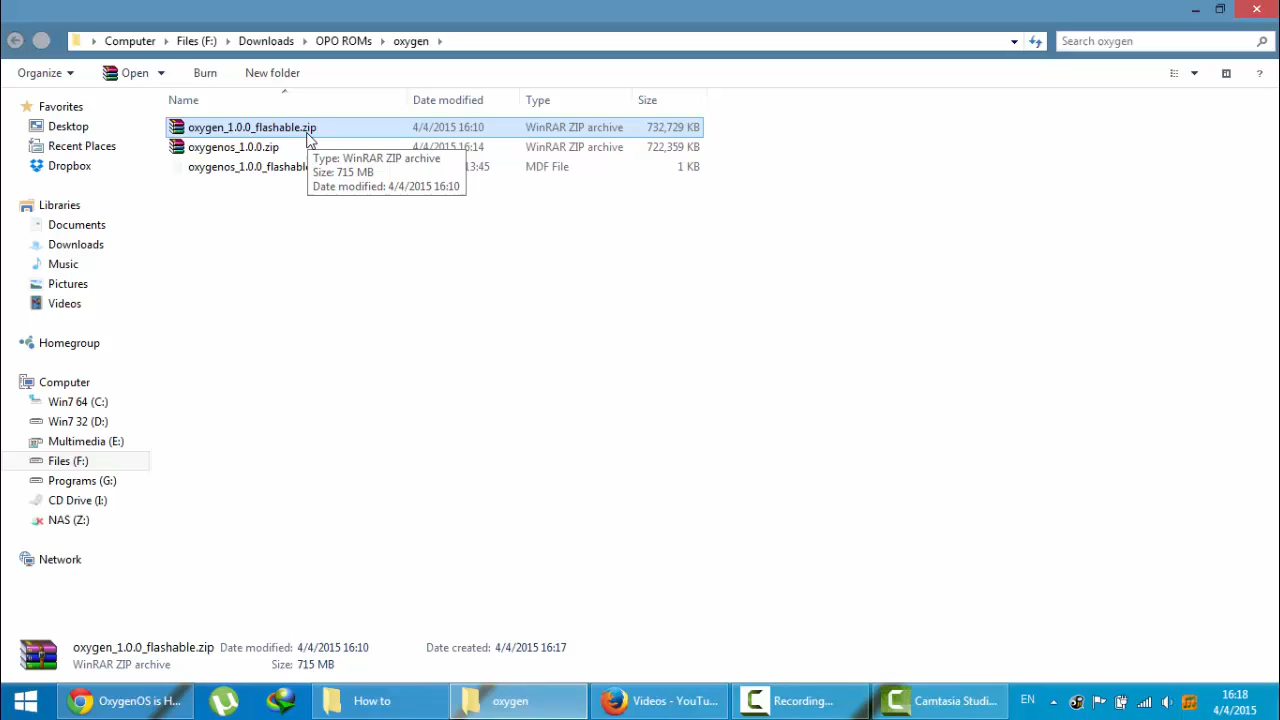 Computer Files (F:) Downloads OPO ROMs oxygen Search oxygen
Organize Open Burn New folder ?
Favorites
Desktop
Recent Places
Dropbox
Libraries
Documents
Downloads
Music
Pictures
Videos
Homegroup
Computer
Win7 64 (C:)
Win7 32 (D:)
Multimedia (E:)
Files (F:)
Programs (G:)
CD Drive (I:)
NAS (Z:)
Network
Name Date modified Type Size
oxygen_1.0.0_flashable.zip 4/4/2015 16:10 WinRAR ZIP archive 732,729 KB
oxygenos_1.0.0.zip 4/4/2015 16:14 WinRAR ZIP archive 722,359 KB
oxygenos_1.0.0_flashable 13:45 MDF File 1 KB
Type: WinRAR ZIP archive
Size: 715 MB
Date modified: 4/4/2015 16:10
oxygen_1.0.0_flashable.zip Date modified: 4/4/2015 16:10 Date created: 4/4/2015 16:17
WinRAR ZIP archive Size: 715 MB
OxygenOS is H... How to oxygen Videos - YouTu... Recording... Camtasia Studi... EN 16:18
4/4/2015